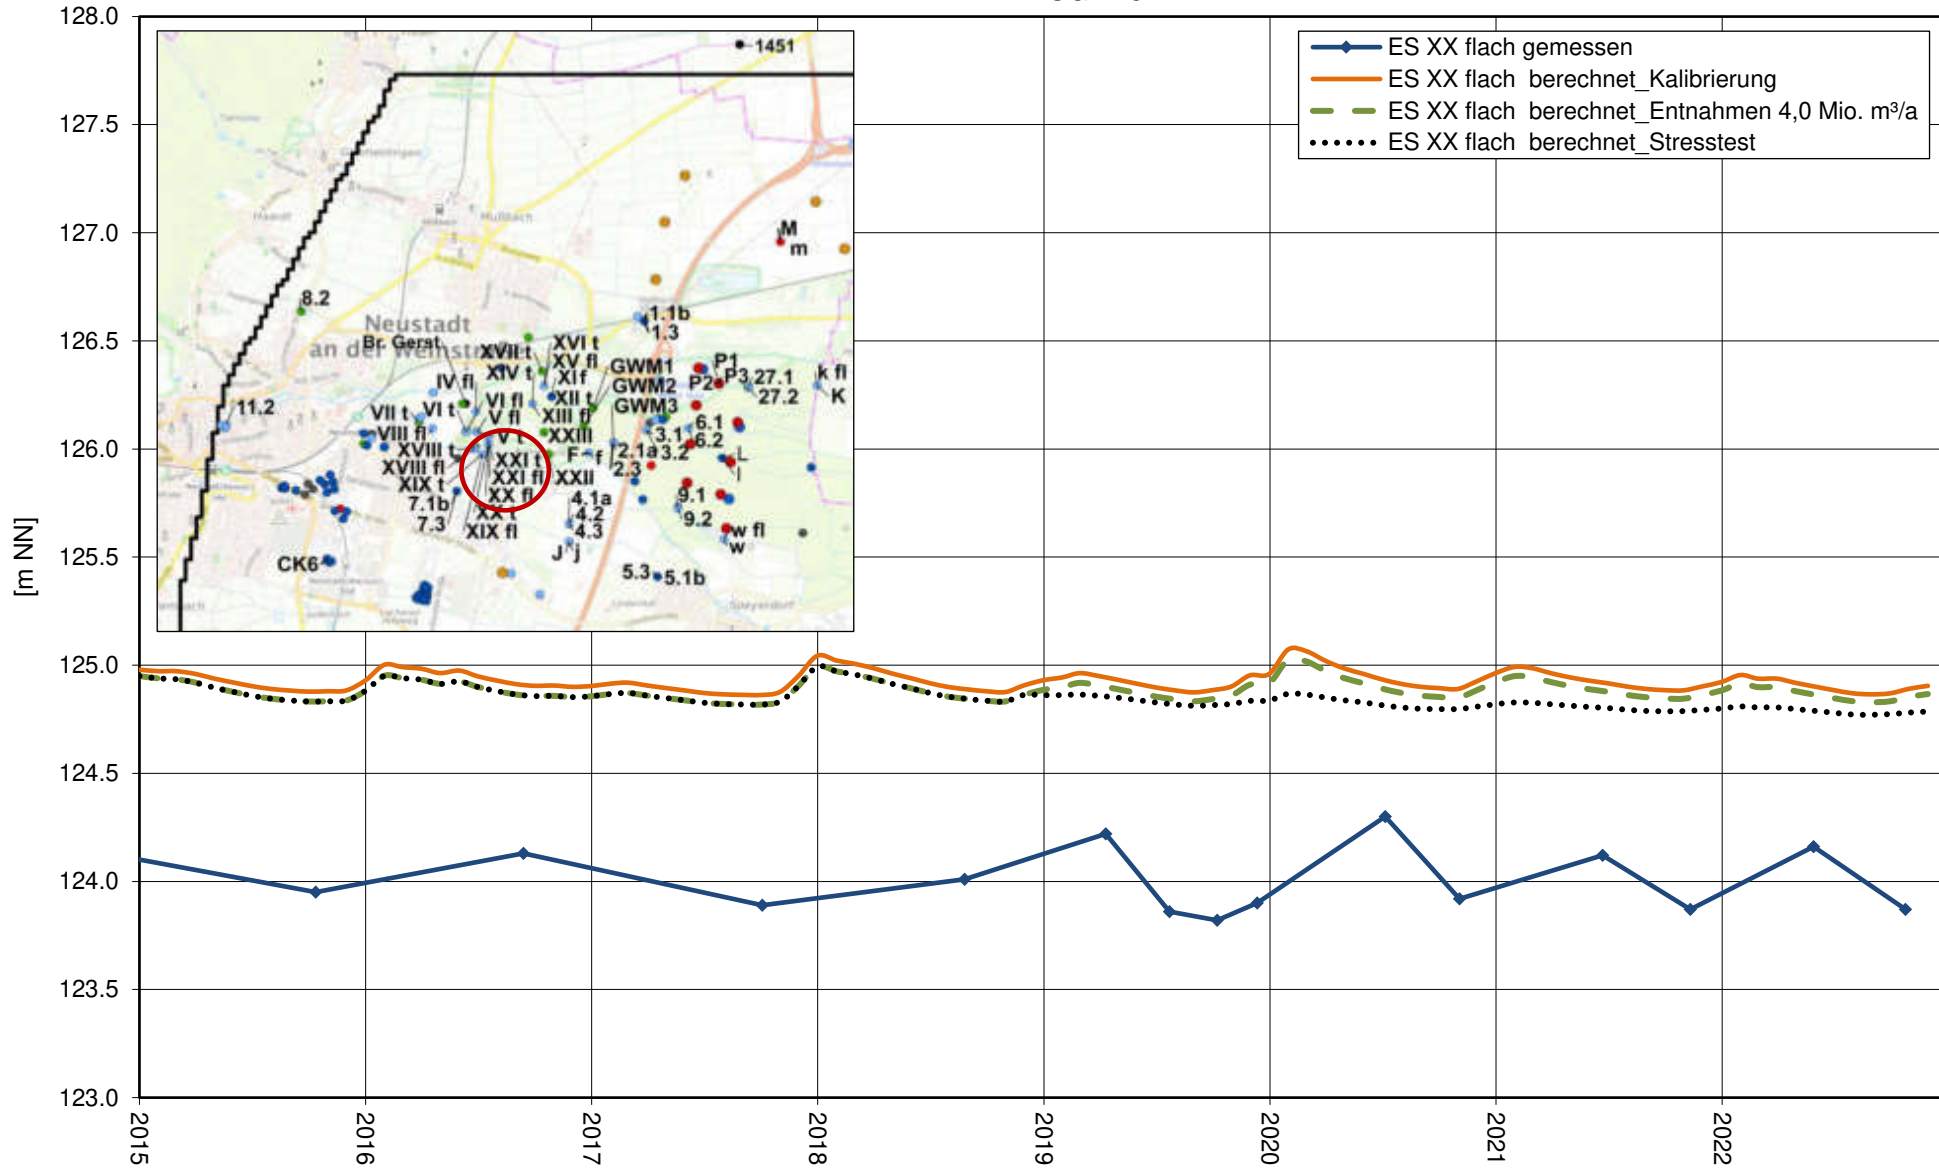 128.0
127.5
127.0
126.5
126.0
125.5
125.0
124.5
124.0
123.5
123.0
[m NN]
ES XX flach gemessen
ES XX flach  berechnet_Kalibrierung
ES XX flach  berechnet_Entnahmen 4,0 Mio. m³/a
ES XX flach  berechnet_Stresstest
1451
M
m
8.2
Neustadt
an der Weinstr
Br. Gerst
1.1b
1.3
XVI t
XVII t
XV fl
XIV t
XI f
GWM1
P1
P2
P3
27.1
27.2
k fl
K
IV fl
XII t
GWM2
GWM3
11.2
VII t
VI t
VI fl
V fl
XIII fl
VIII fl
V t
XXIII
3.1
6.1
6.2
XVIII t
XVIII fl
XXI t
F
f
2.1a
3.2
2.3
L
l
XIX t
XXI fl
XXII
XX fl
7.1b
7.3
XX t
XIX fl
4.1a
4.2
4.3
9.1
9.2
w fl
w
J
j
CK6
5.3
5.1b
Speyerdorf
Haardt
Mußbach
2015
2016
2017
2018
2019
2020
2021
2022